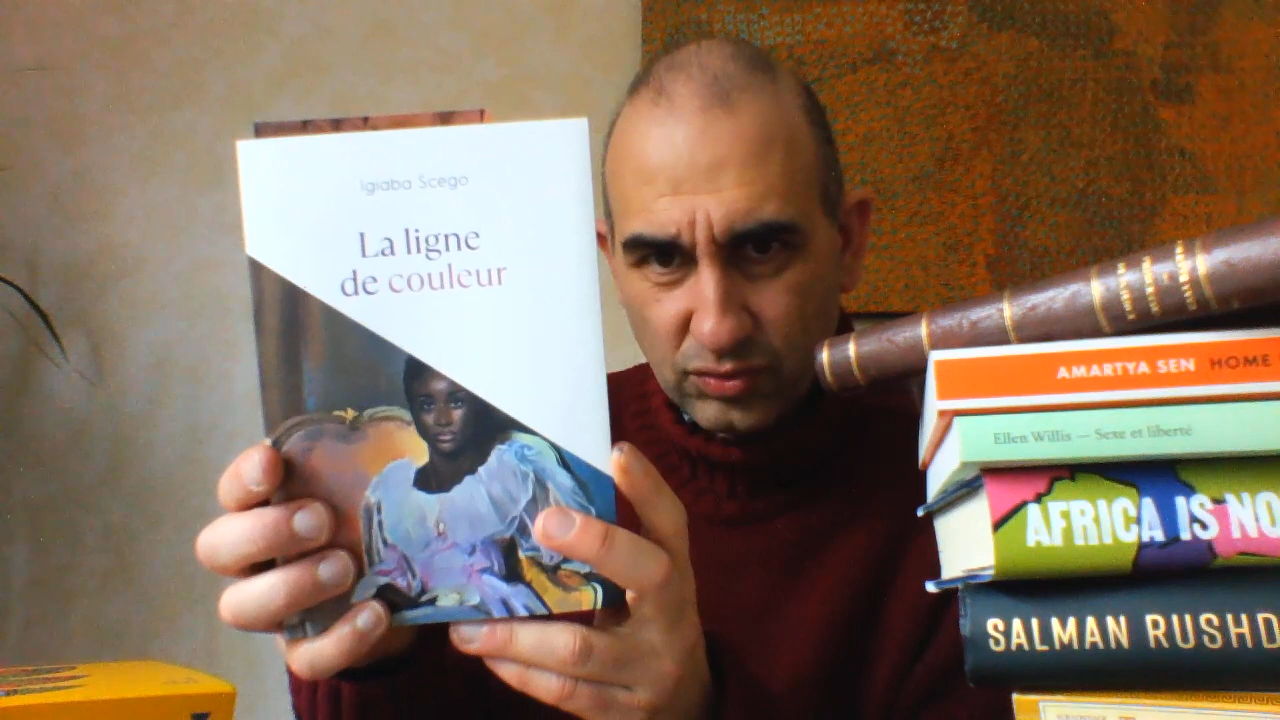 Igiaba Scego
La ligne
de couleur
AMARTYA SEN HOME
Ellen Willis — Sexe et liberté
AFRICA IS NO
SALMAN RUSHD